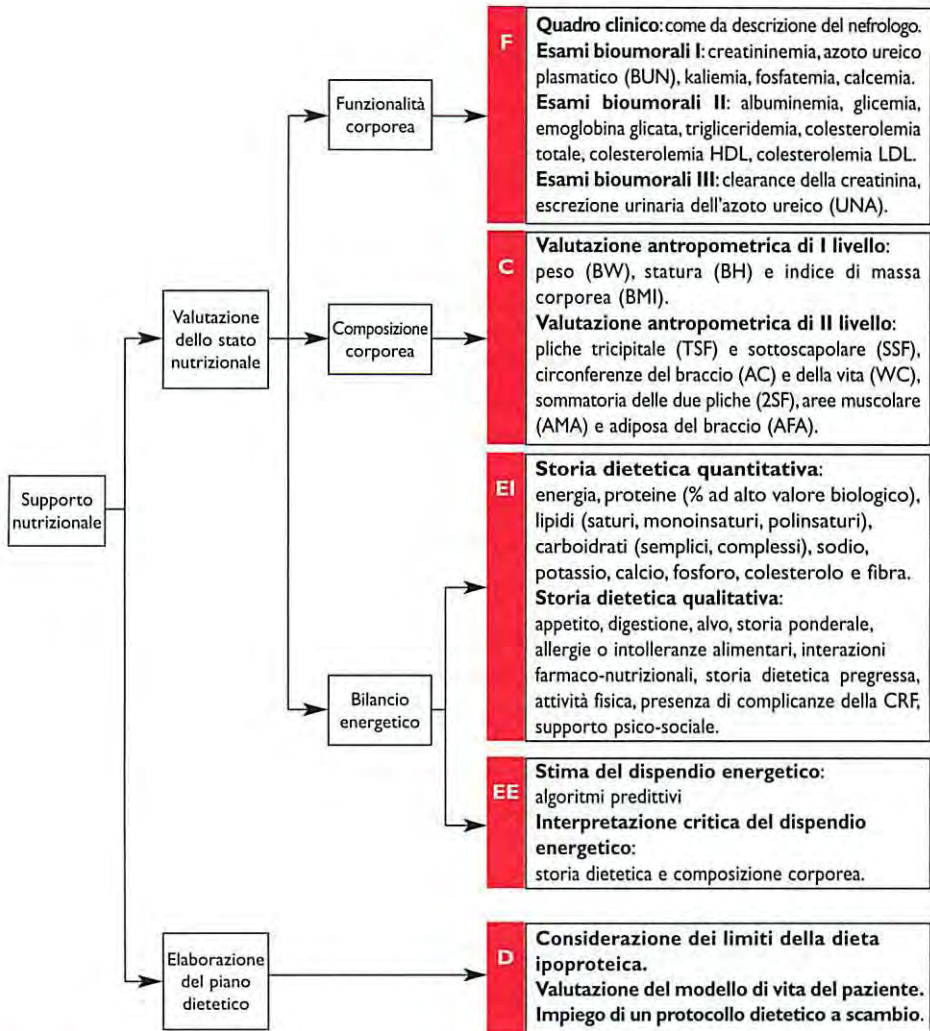 F
Quadro clinico: come da descrizione del nefrologo.
Esami bioumorali I: creatininemia, azoto ureico
plasmatico (BUN), kaliemia, fosfatemia, calcemia.
Esami bioumorali II: albuminemia, glicemia,
emoglobina glicata, trigliceridemia, colesterolemia
totale, colesterolemia HDL, colesterolemia LDL.
Esami bioumorali III: clearance della creatinina,
escrezione urinaria dell'azoto ureico (UNA).
Funzionalità
corporea
C
Valutazione antropometrica di I livello:
peso (BW), statura (BH) e indice di massa
corporea (BMI).
Valutazione antropometrica di II livello:
pliche tricipitale (TSF) e sottoscapolare (SSF),
circonferenze del braccio (AC) e della vita (WC),
sommatoria delle due pliche (2SF), aree muscolare
(AMA) e adiposa del braccio (AFA).
Valutazione
dello stato
nutrizionale
Composizione
corporea
Supporto
nutrizionale
EI
Storia dietetica quantitativa:
energia, proteine (% ad alto valore biologico),
lipidi (saturi, monoinsaturi, polinsaturi),
carboidrati (semplici, complessi), sodio,
potassio, calcio, fosforo, colesterolo e fibra.
Storia dietetica qualitativa:
appetito, digestione, alvo, storia ponderale,
allergie o intolleranze alimentari, interazioni
farmaco-nutrizionali, storia dietetica pregressa,
attività fisica, presenza di complicanze della CRF,
supporto psico-sociale.
Bilancio
energetico
EE
Stima del dispendio energetico:
algoritmi predittivi
Interpretazione critica del dispendio
energetico:
storia dietetica e composizione corporea.
Elaborazione
del piano
dietetico
D
Considerazione dei limiti della dieta
ipoproteica.
Valutazione del modello di vita del paziente.
Impiego di un protocollo dietetico a scambio.